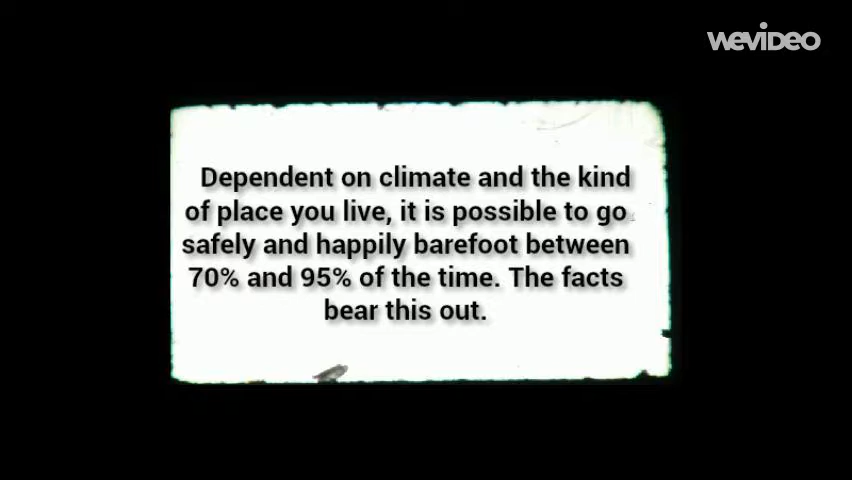 WEVIDEO
Dependent on climate and the kind
of place you live, it is possible to go
safely and happily barefoot between
70% and 95% of the time. The facts
bear this out.